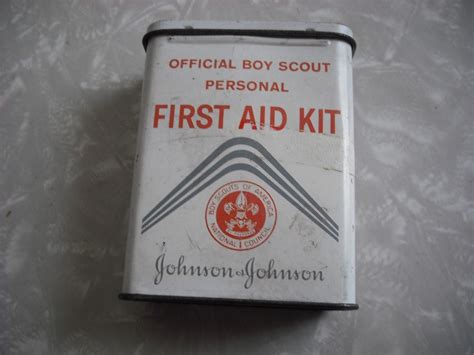 OFFICIAL BOY SCOUT
PERSONAL
FIRST AID KIT
BOY SCOUTS OF AMERICA
NATIONAL COUNCIL
Johnson & Johnson